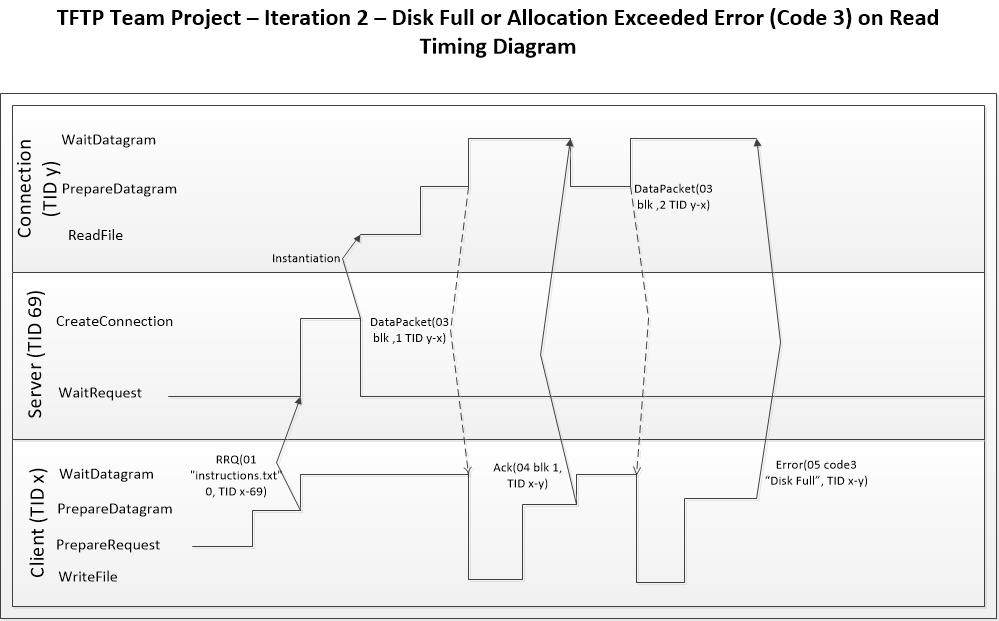 TFTP Team Project – Iteration 2 – Disk Full or Allocation Exceeded Error (Code 3) on Read
Timing Diagram
Connection
(TID y)
WaitDatagram
PrepareDatagram
ReadFile
Instantiation
DataPacket(03
blk ,2 TID y-x)
Server (TID 69)
CreateConnection
WaitRequest
DataPacket(03
blk ,1 TID y-x)
Client (TID x)
WaitDatagram
PrepareDatagram
PrepareRequest
WriteFile
RRQ(01
"instructions.txt"
0, TID x-69)
Ack(04 blk 1,
TID x-y)
Error(05 code3
“Disk Full”, TID x-y)